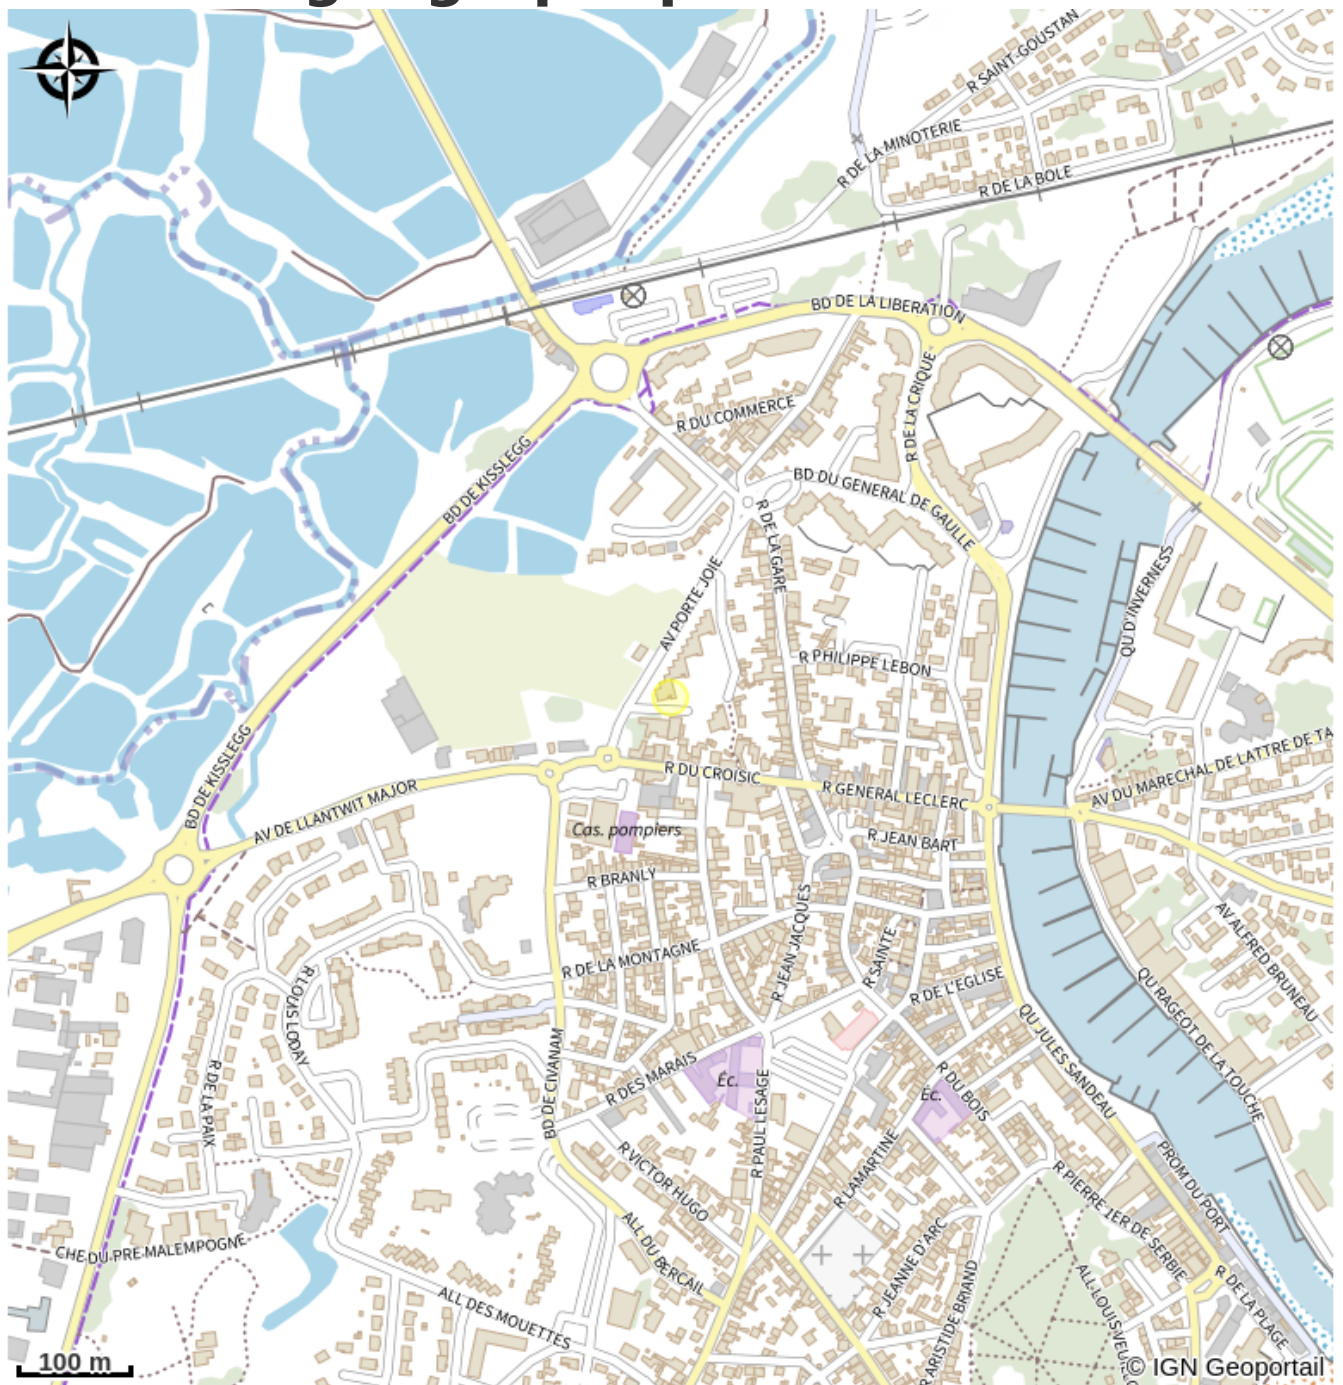 R SAINT-GOUSTAN
R DE LA MINOTERIE
R DE LA BOLE
BD DE LA LIBERATION
R DE LA CRIQUE
R DU COMMERCE
BD DE KISSLEGG
BD DU GENERAL DE GAULLE
R DE LA GARE
AV PORTE JOIE
QU D'INVERNESS
R PHILIPPE LEBON
BD DE KISSLEGG
AV DE LLANTWIT MAJOR
R DU CROISIC
R GENERAL LECLERC
AV DU MARECHAL DE LATTRE DE TA
Cas. pompiers
R JEAN BART
R BRANLY
R JEAN JACQUES
R DE LA MONTAGNE
R SAINTE
R DE L'EGLISE
AV ALFRED BRUNEAU
R LOUIS LODAY
QU RAGEOT DE LA TOUCHE
QU JULES SANDEAU
R DE LA PAIX
BD DE CIVANAM
R DES MARAIS
Éc.
R PAUL LESAGE
R DU BOIS
Éc.
R VICTOR HUGO
R LAMARTINE
PROM DU PORT
R PIERRE 1ER DE SERBIE
CHE DU PRE MALEMPOGNE
ALL DU BERCAIL
R JEANNE D'ARC
R ARISTIDE BRIAND
R DE LA PLAGE
ALL DES MOUETTES
100 m
© IGN Geoportail